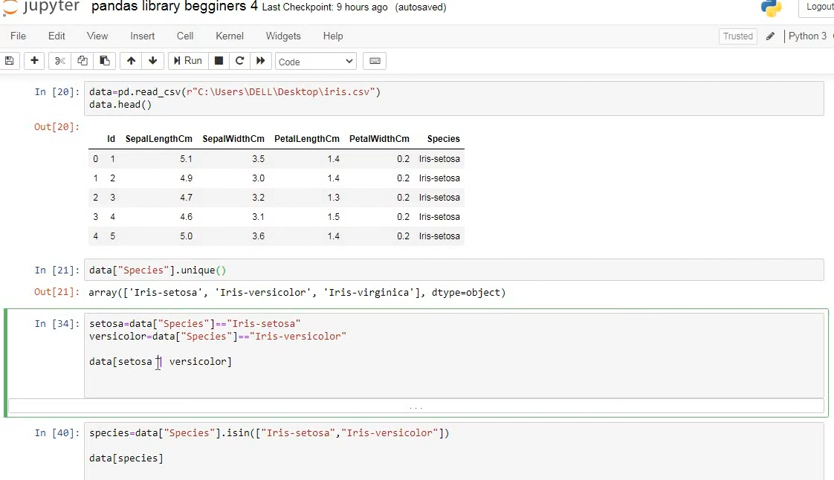 jupyter pandas library begginers 4 Last Checkpoint: 9 hours ago (autosaved) Logout
File Edit View Insert Cell Kernel Widgets Help Trusted Python 3
Run Code
In [20]: data=pd.read_csv(r"C:\Users\DELL\Desktop\iris.csv")
data.head()
Out[20]:
Id SepalLengthCm SepalWidthCm PetalLengthCm PetalWidthCm Species
0 1 5.1 3.5 1.4 0.2 Iris-setosa
1 2 4.9 3.0 1.4 0.2 Iris-setosa
2 3 4.7 3.2 1.3 0.2 Iris-setosa
3 4 4.6 3.1 1.5 0.2 Iris-setosa
4 5 5.0 3.6 1.4 0.2 Iris-setosa
In [21]: data["Species"].unique()
Out[21]: array(['Iris-setosa', 'Iris-versicolor', 'Iris-virginica'], dtype=object)
In [34]: setosa=data["Species"]=="Iris-setosa"
versicolor=data["Species"]=="Iris-versicolor"
data[setosa | versicolor]
...
In [40]: species=data["Species"].isin(["Iris-setosa","Iris-versicolor"])
data[species]